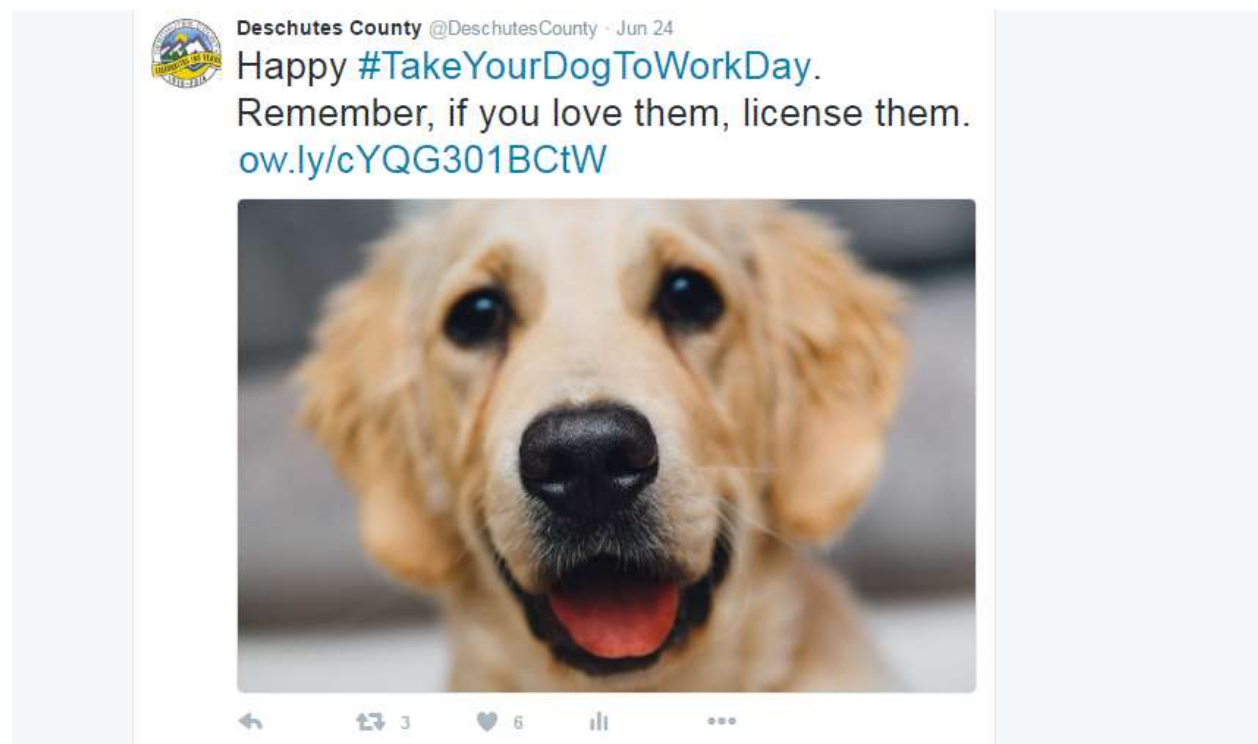 Deschutes County @DeschutesCounty · Jun 24
Happy #TakeYourDogToWorkDay.
Remember, if you love them, license them.
ow.ly/cYQG301BCtW
3 6